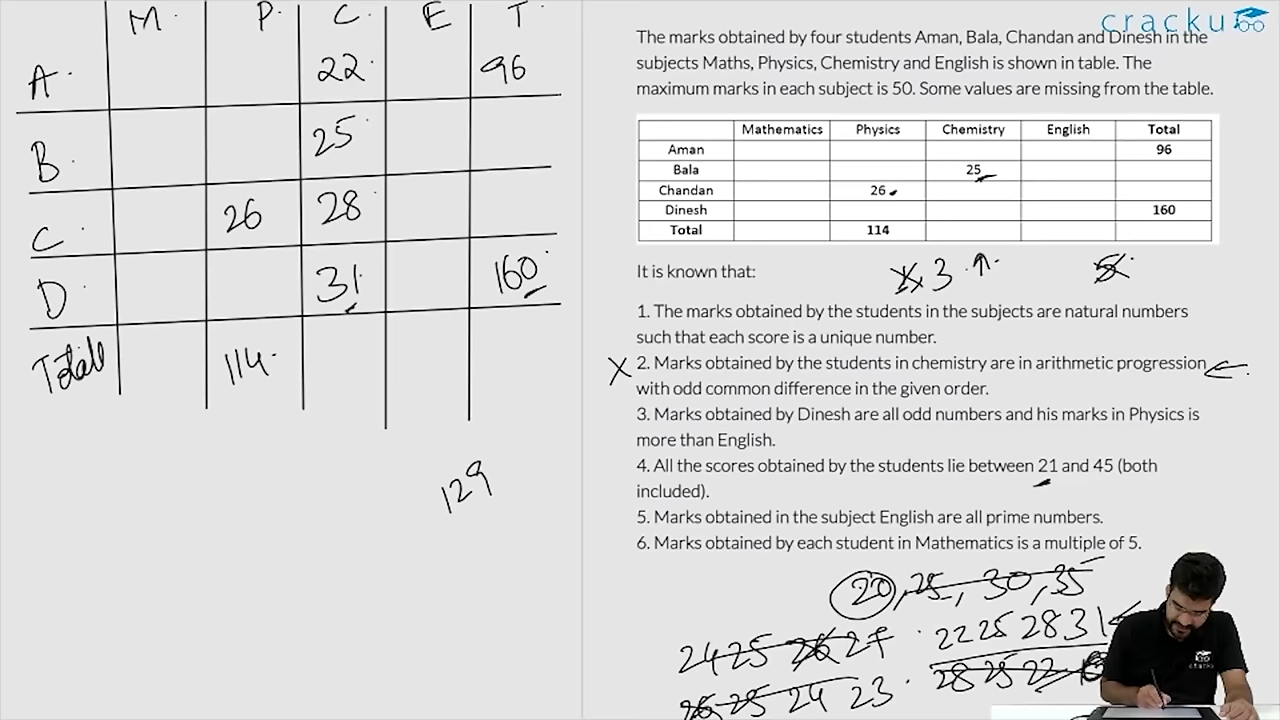 M. P. C. E T.
A. 22. 96
B. 25
C 26 28
D. 31 160
Total 114
129
cracku
The marks obtained by four students Aman, Bala, Chandan and Dinesh in the
subjects Maths, Physics, Chemistry and English is shown in table. The
maximum marks in each subject is 50. Some values are missing from the table.
Mathematics Physics Chemistry English Total
Aman 96
Bala 25
Chandan 26
Dinesh 160
Total 114
It is known that:
3 ↑
5
1. The marks obtained by the students in the subjects are natural numbers
such that each score is a unique number.
X 2. Marks obtained by the students in chemistry are in arithmetic progression
with odd common difference in the given order.
3. Marks obtained by Dinesh are all odd numbers and his marks in Physics is
more than English.
4. All the scores obtained by the students lie between 21 and 45 (both
included).
5. Marks obtained in the subject English are all prime numbers.
6. Marks obtained by each student in Mathematics is a multiple of 5.
20, 25, 30, 35
24 25 26 27 22 25 28 31
26 25 24 23 28 25 22
cracku